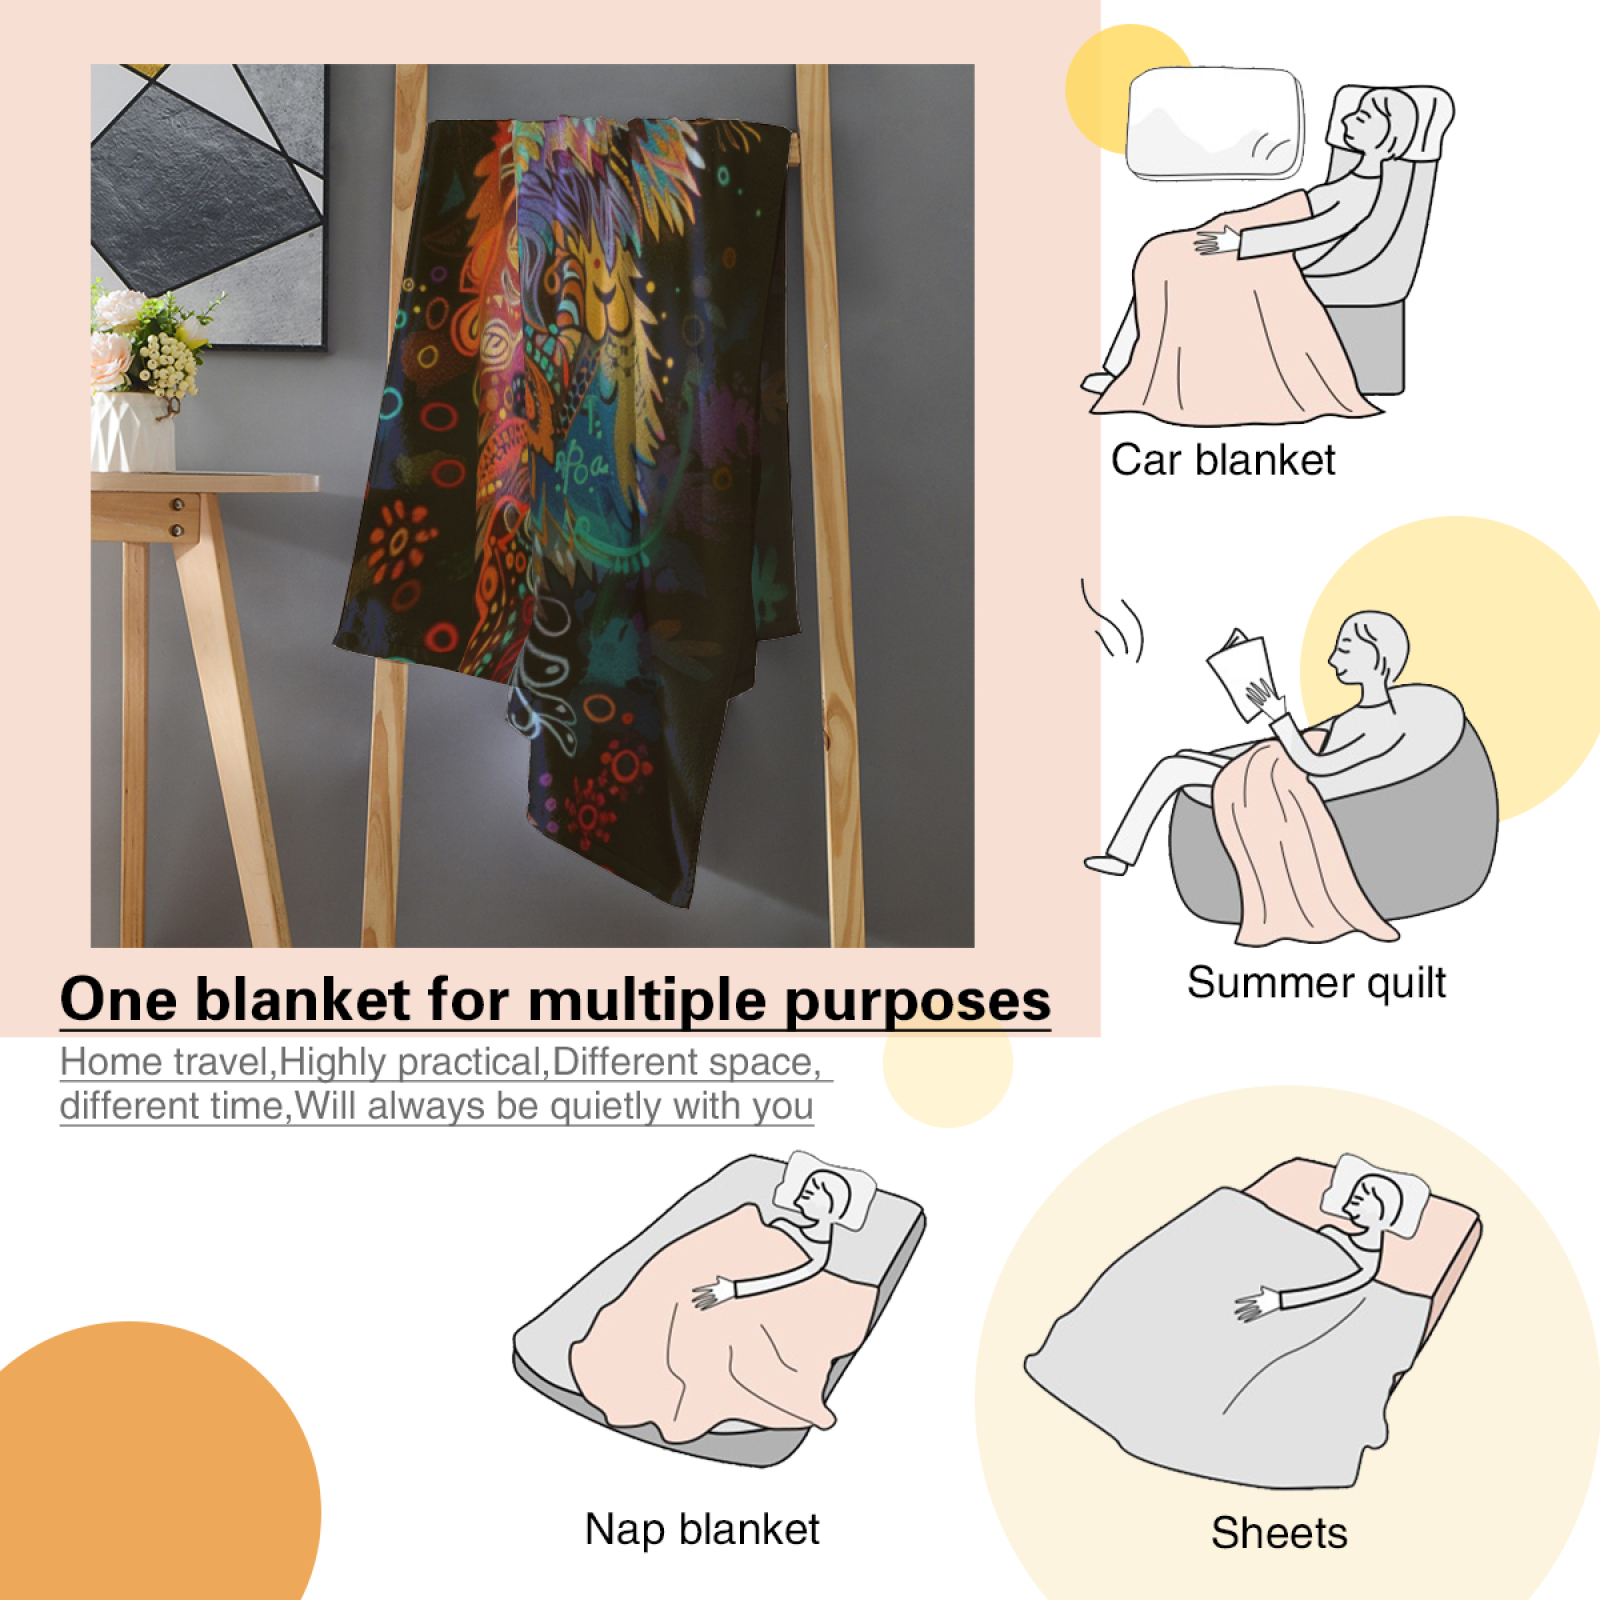 Car blanket
Summer quilt
One blanket for multiple purposes
Home travel,Highly practical,Different space,
different time,Will always be quietly with you
Nap blanket
Sheets